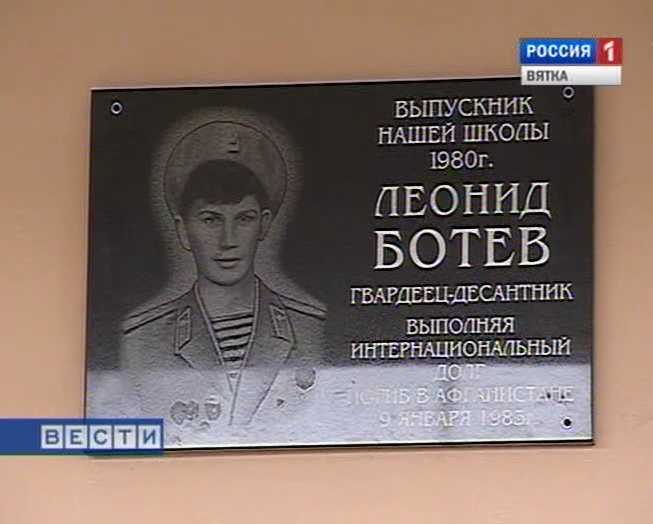 РОССИЯ 1
ВЯТКА
ВЫПУСКНИК
НАШЕЙ ШКОЛЫ
1980г.
ЛЕОНИД
БОТЕВ
ГВАРДЕЕЦ-ДЕСАНТНИК
ВЫПОЛНЯЯ
ИНТЕРНАЦИОНАЛЬНЫЙ
ДОЛГ
ПОГИБ В АФГАНИСТАНЕ
9 ЯНВАРЯ 1985г.
ВЕСТИ